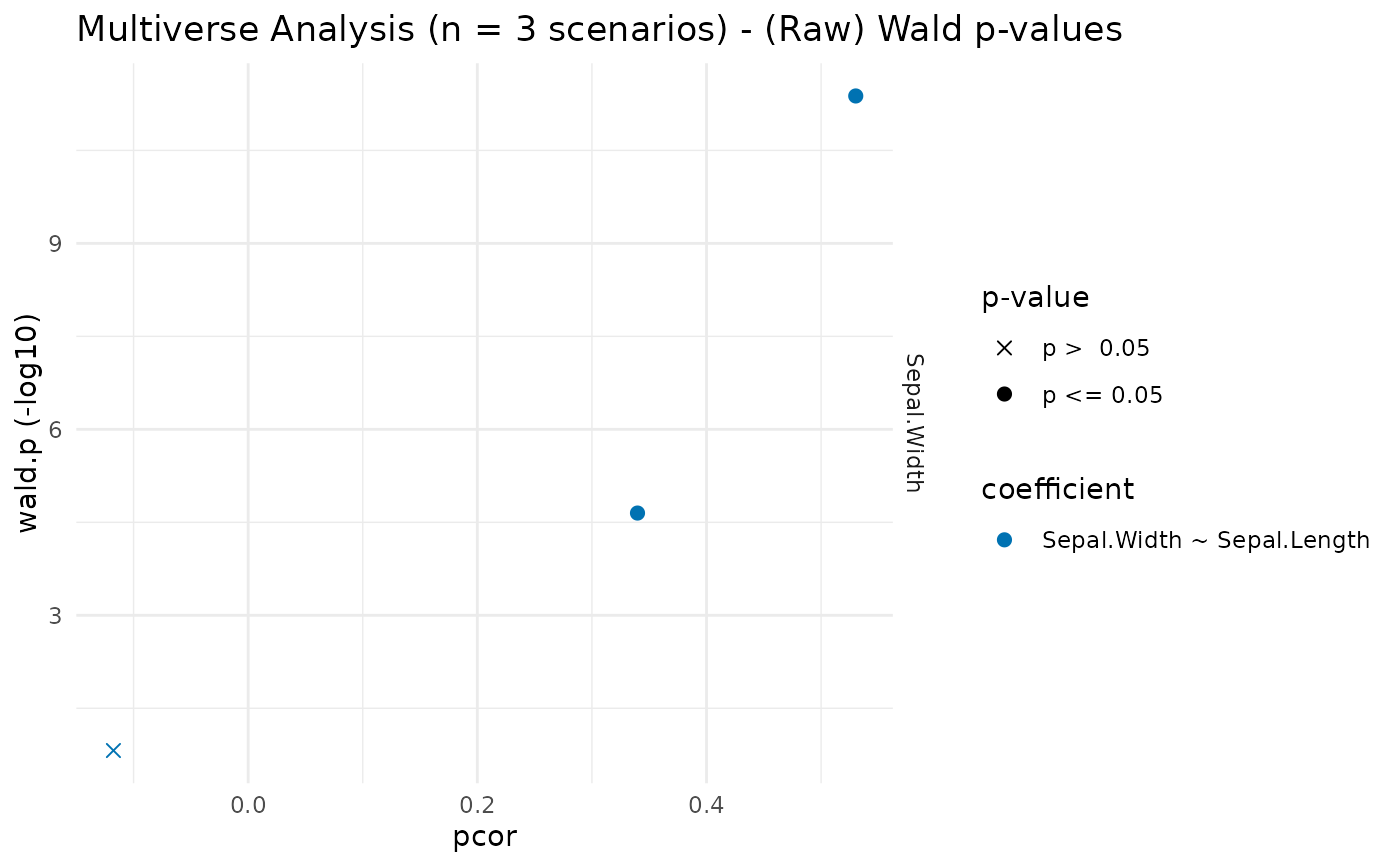 Multiverse Analysis (n = 3 scenarios) - (Raw) Wald p-values
wald.p (-log10)
9
6
3
0.0
0.2
0.4
pcor
Sepal.Width
p-value
p >  0.05
p <= 0.05
coefficient
Sepal.Width ~ Sepal.Length